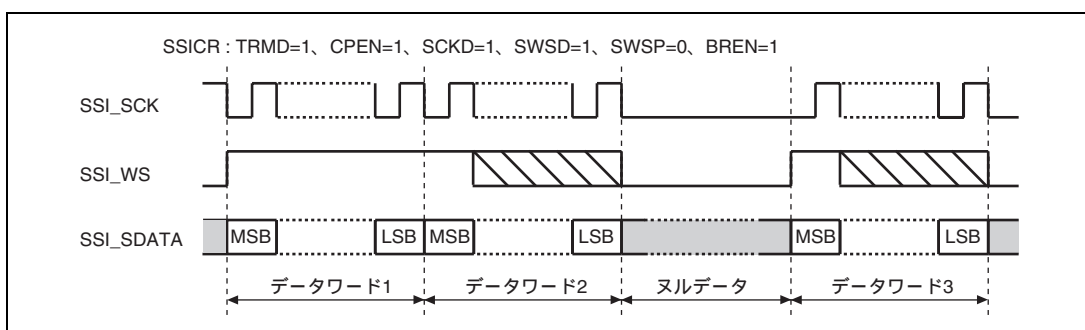 SSICR : TRMD=1、CPEN=1、SCKD=1、SWSD=1、SWSP=0、BREN=1
SSI_SCK
SSI_WS
SSI_SDATA MSB LSB MSB LSB MSB LSB
データワード1 データワード2 ヌルデータ データワード3